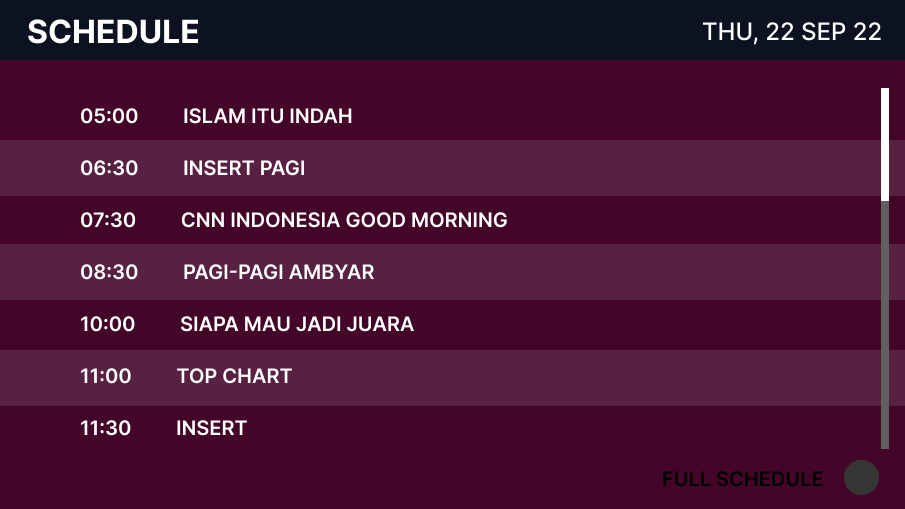 SCHEDULE
THU, 22 SEP 22
05:00 ISLAM ITU INDAH
06:30 INSERT PAGI
07:30 CNN INDONESIA GOOD MORNING
08:30 PAGI-PAGI AMBYAR
10:00 SIAPA MAU JADI JUARA
11:00 TOP CHART
11:30 INSERT
FULL SCHEDULE